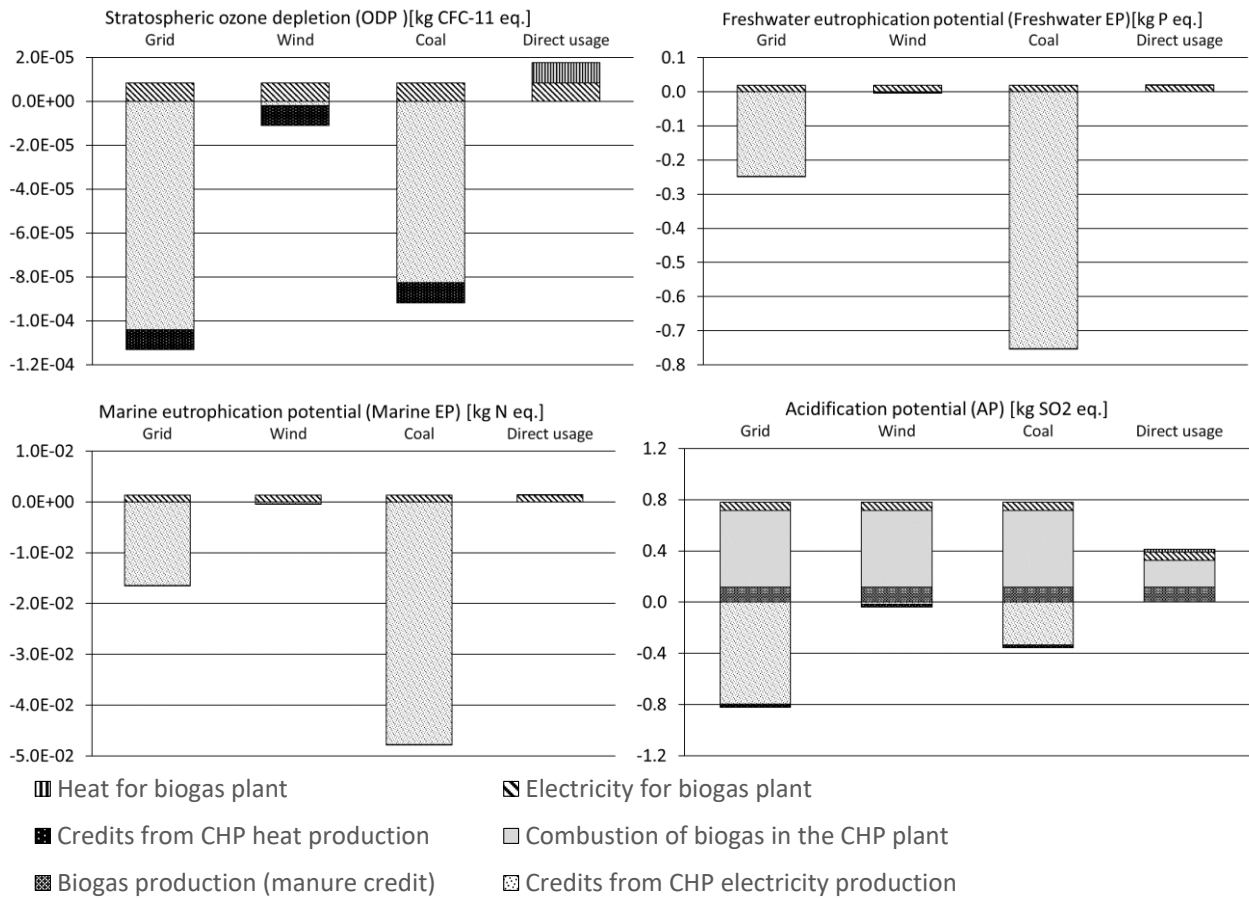 Stratospheric ozone depletion (ODP )[kg CFC-11 eq.]
Grid Wind Coal Direct usage
2.0E-05
0.0E+00
-2.0E-05
-4.0E-05
-6.0E-05
-8.0E-05
-1.0E-04
-1.2E-04
Freshwater eutrophication potential (Freshwater EP)[kg P eq.]
Grid Wind Coal Direct usage
0.1
0.0
-0.1
-0.2
-0.3
-0.4
-0.5
-0.6
-0.7
-0.8
Marine eutrophication potential (Marine EP) [kg N eq.]
Grid Wind Coal Direct usage
1.0E-02
0.0E+00
-1.0E-02
-2.0E-02
-3.0E-02
-4.0E-02
-5.0E-02
Acidification potential (AP) [kg SO2 eq.]
Grid Wind Coal Direct usage
1.2
0.8
0.4
0.0
-0.4
-0.8
-1.2
Heat for biogas plant
Electricity for biogas plant
Credits from CHP heat production
Combustion of biogas in the CHP plant
Biogas production (manure credit)
Credits from CHP electricity production